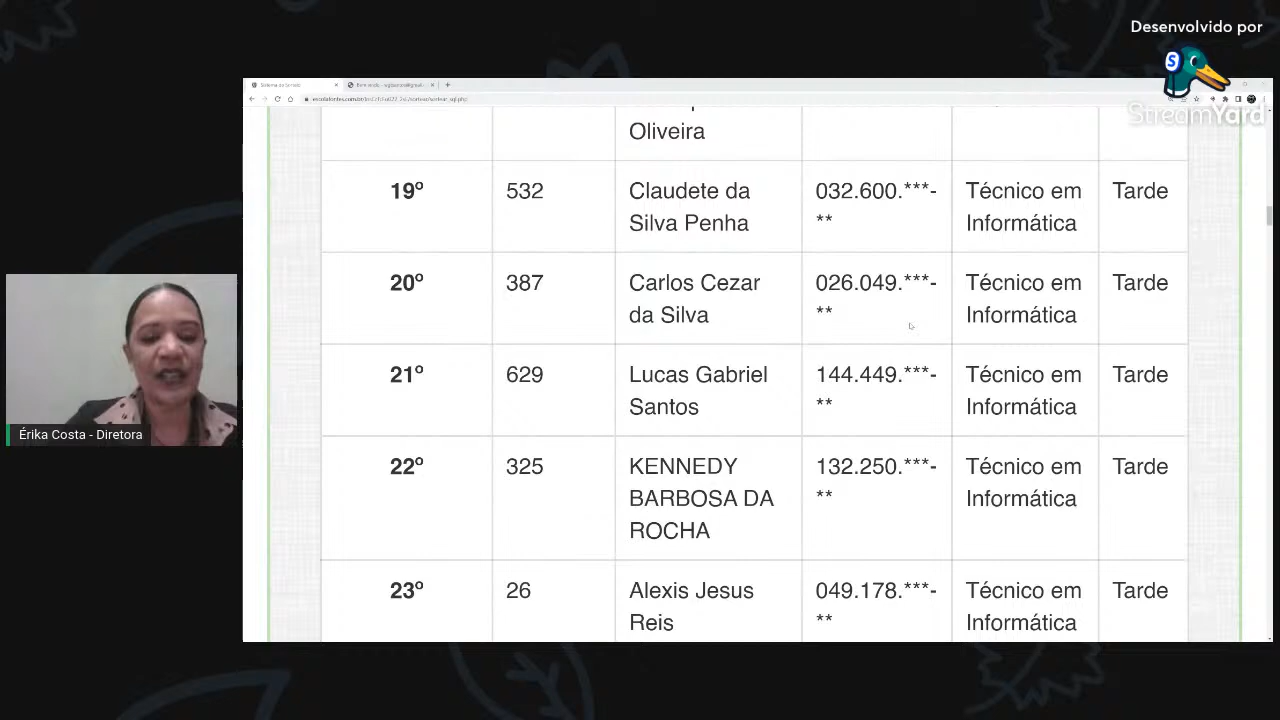 Desenvolvido por
StreamYard
Oliveira
19º 532 Claudete da Silva Penha 032.600.***-** Técnico em Informática Tarde
20º 387 Carlos Cezar da Silva 026.049.***-** Técnico em Informática Tarde
21º 629 Lucas Gabriel Santos 144.449.***-** Técnico em Informática Tarde
22º 325 KENNEDY BARBOSA DA ROCHA 132.250.***-** Técnico em Informática Tarde
23º 26 Alexis Jesus Reis 049.178.***-** Técnico em Informática Tarde
Érika Costa - Diretora